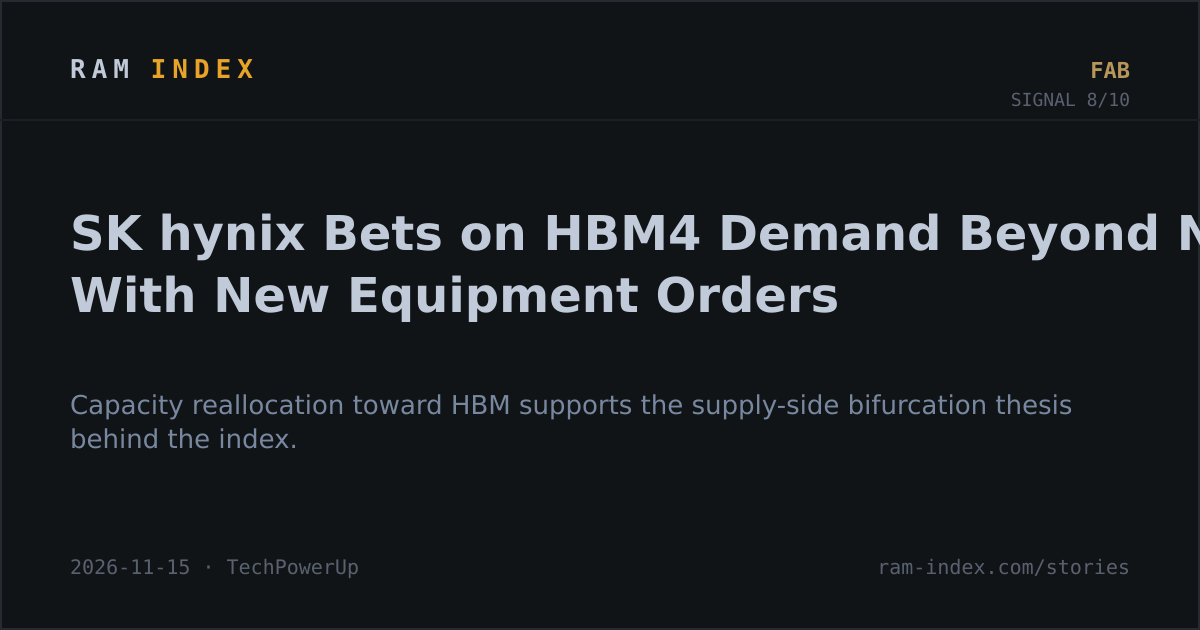 RAM INDEX
FAB
SIGNAL 8/10
SK hynix Bets on HBM4 Demand Beyond
With New Equipment Orders
Capacity reallocation toward HBM supports the supply-side bifurcation thesis
behind the index.
2026-11-15 · TechPowerUp
ram-index.com/stories